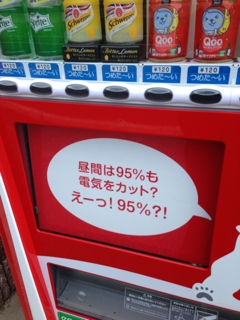 Sprite
Schweppes
Schweppes
Qoo
Qoo
Bitter Lemon
Bitter Lemon
¥120
¥120
¥120
¥120
¥120
つめた〜い
つめた〜い
つめた〜い
つめた〜い
つめた〜い
昼間は95%も
電気をカット?
えーっ! 95%?!